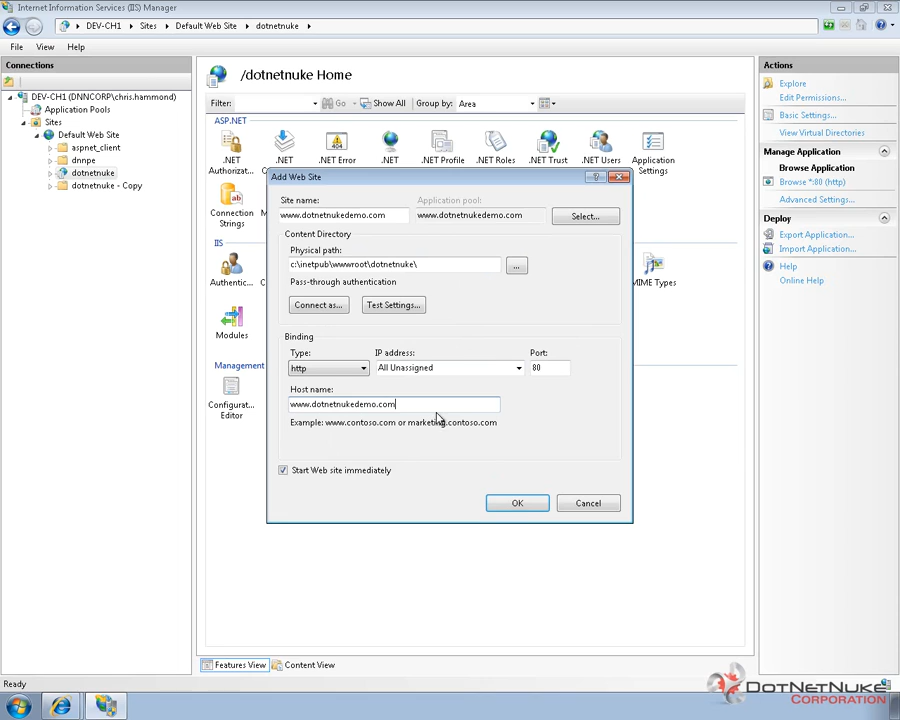 Internet Information Services (IIS) Manager
DEV-CH1 Sites Default Web Site dotnetnuke
File View Help
Connections
DEV-CH1 (DNNCORP\chris.hammond)
Application Pools
Sites
Default Web Site
aspnet_client
dnnpe
dotnetnuke
dotnetnuke - Copy
/dotnetnuke Home
Filter: Go Show All Group by: Area
ASP.NET
.NET Authorizat... .NET .NET Error .NET .NET Profile .NET Roles .NET Trust .NET Users Application Settings
Connection Strings
IIS
Authentic... MIME Types
Modules
Management
Configurat... Editor
Add Web Site
Site name: Application pool:
www.dotnetnukedemo.com www.dotnetnukedemo.com Select...
Content Directory
Physical path:
c:\inetpub\wwwroot\dotnetnuke\ ...
Pass-through authentication
Connect as... Test Settings...
Binding
Type: IP address: Port:
http All Unassigned 80
Host name:
www.dotnetnukedemo.com
Example: www.contoso.com or marketing.contoso.com
Start Web site immediately
OK Cancel
Actions
Explore
Edit Permissions...
Basic Settings...
View Virtual Directories
Manage Application
Browse Application
Browse *:80 (http)
Advanced Settings...
Deploy
Export Application...
Import Application...
Help
Online Help
Features View Content View
Ready
DotNetNuke
CORPORATION